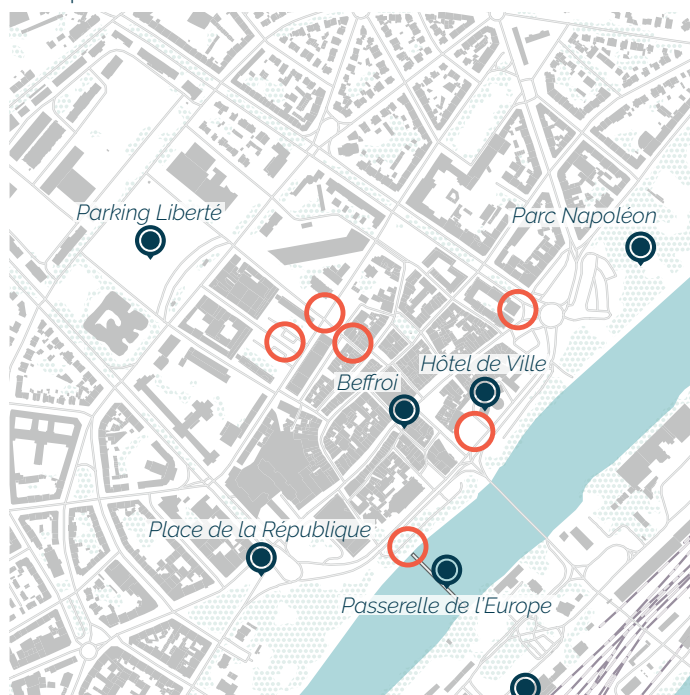 Parking Liberté
Parc Napoléon
Hôtel de Ville
Beffroi
Place de la République
Passerelle de l'Europe